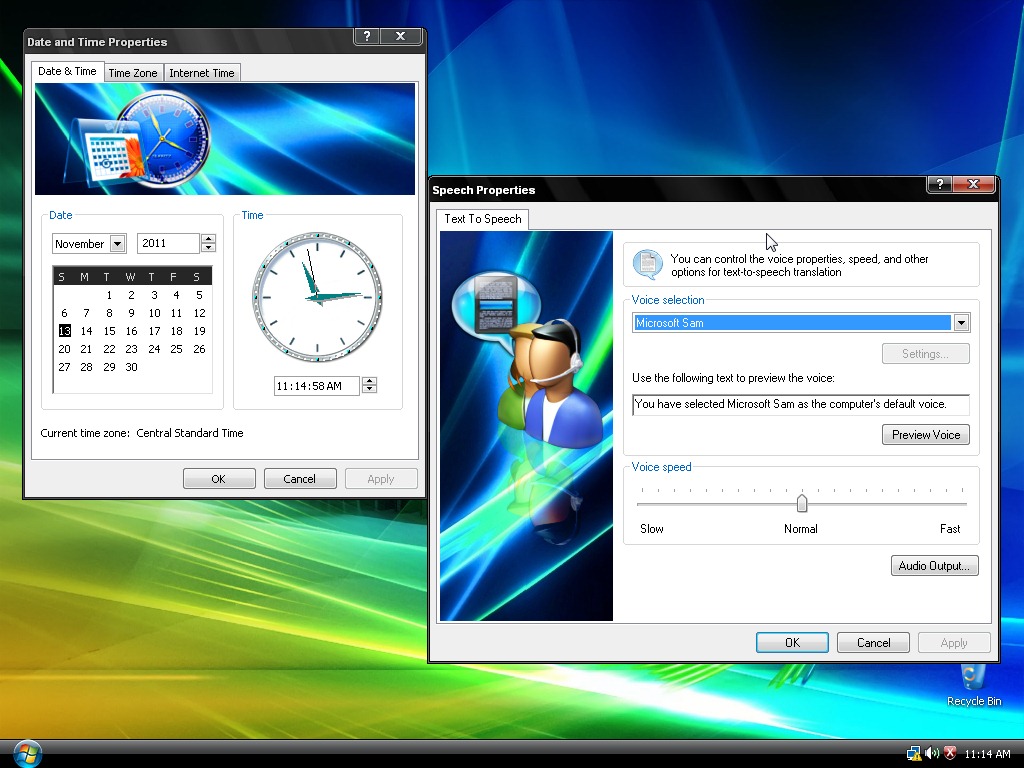 Date and Time Properties
?
Date & Time
Time Zone
Internet Time
Date
November
2011
S M T W T F S
1 2 3 4 5
6 7 8 9 10 11 12
13 14 15 16 17 18 19
20 21 22 23 24 25 26
27 28 29 30
Time
11:14:58 AM
Current time zone: Central Standard Time
OK
Cancel
Apply
Speech Properties
?
Text To Speech
You can control the voice properties, speed, and other
options for text-to-speech translation
Voice selection
Microsoft Sam
Settings...
Use the following text to preview the voice:
You have selected Microsoft Sam as the computer's default voice.
Preview Voice
Voice speed
Slow
Normal
Fast
Audio Output...
OK
Cancel
Apply
Recycle Bin
11:14 AM